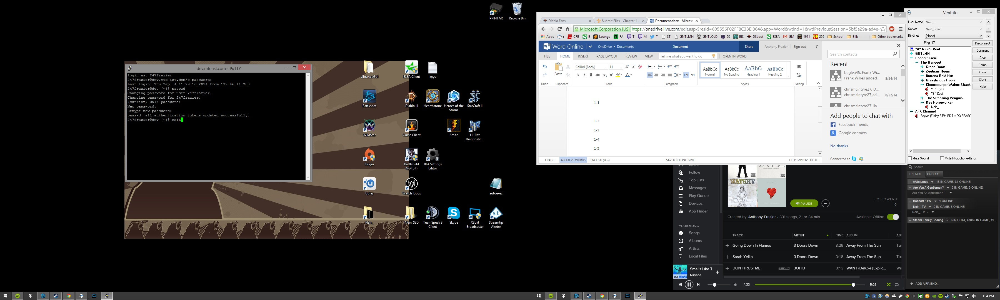 PRINTAR
Recycle Bin
dev.mtc-ist.com - PuTTY
login as: 247frazier
247frazier@dev.mtc-ist.com's password:
Last login: Thu Sep  4 11:29:16 2014 from 199.46.11.200
247frazier@dev [~]# passwd
Changing password for user 247frazier.
Changing password for 247frazier.
(current) UNIX password:
New password:
Retype new password:
passwd: all authentication tokens updated successfully.
247frazier@dev [~]# exit
RAWR
vibranceGUI
ESEA Client
keys
Battle.net
Diablo III
Hearthstone
Heroes of the
Storm
StarCraft II
WildStar
Curse Client
Smite
Hi-Rez
Diagnostic...
Origin
Battlefield
4(64 bit)
BF4 Settings
Editor
Uplay
Watch_Dogs
autoexec
Nein_
Nein_SSD
TeamSpeak 3
Client
Skype
XSplit
Broadcaster
Streamtip
Alerter
Diablo Fans
Submit Files - Chapter 1 -
Document.docx - Microso
Microsoft Corporation [US] https://onedrive.live.com/edit.aspx?resid=605556F02FF8C3BE!864&app=Word&wdnd=1&wdPreviousSession=5bf5a29a-ad4e-
Apps r CFB E Lounge FA T M T ST GNTLMN GNTLOLD 50 BIS D3Loot ESEA GM 1911 256 School Bills Other bookmarks
Word Online OneDrive Documents Document Share Anthony Frazier Sign out ?
FILE HOME INSERT PAGE LAYOUT REVIEW VIEW Tell me what you want to do OPEN IN WORD
Calibri (Body) 11
Paste
AaBbCc AaBbCc AaBbCc AaBbCc
Normal No Spacing Heading 1 Heading 2
Undo Clipboard Font Paragraph Styles Editing
1-1
1-2
1-3
1-4
1-5
1 PAGE ABOUT 25 WORDS ENGLISH (U.S.) SAVED TO ONEDRIVE HELP IMPROVE OFFICE
Search contacts
Recent
baglea45, Frank Wi...
Frank Willes added... 8/24/14
chrismcintyre27, D...
chrismcintyre27 ad... 8/22/14
Add people to chat with
Facebook friends
Google contacts
No thanks
Connected to
Ventrilo
User Name Nein_
Server Nein_ Vent
Bindings (None)
Ping: 47
Disconnect
Comment
Chat
Setup
About
Close
Help
"A" Nein's Vent
GNTLMN
Bobbert Crew
The Hangout
Green Room
Zeeticus Room
Buttons Raid Hut
Gravylicious Room
Cheeseburger Walrus Shack
"S" Bryce
"S" Zeet
The Streaming Penguin
Das Homeworkan
Nein_
AFK Channel
Feyras (Friday 6 PM PDT = D3 SEASO
Mute Sound Mute Microphone/Binds
Follow
Top Lists
Messages
Play Queue
Devices
App Finder
YOUR MUSIC
Songs
Albums
Artists
Local Files
WATSKY
PAUSE
FOLLOWERS
0
Created by: Anthony Frazier • 331 songs, 21 hr 34 min Available Offline
TRACK ARTIST TIME ALBUM
Going Down In Flames 3 Doors Down 3:29 Away From The Sun
Sarah Yellin' 3 Doors Down 3:18 Away From The Sun
DONTTRUSTME EXPLICIT 3OH!3 3:13 WANT (Deluxe [Explic...
Smells Like T
Nirvana
4:33 5:02
Search
FRIENDS GROUPS
/r/Unturned 15 IN GAME, 81 ONLINE
Are You A Gentlemen? 2 IN GAME, 3 ONLINE
Are You A Gentlemen? -
Bobbert FTW 1 ONLINE
Nein_ TV 2 IN GAME, 8 ONLINE
Nein_ TV -
Steam Family Sharing 6 IN CHAT, 43882 IN GAME, 19...
ADD A FRIEND...
3:04 PM